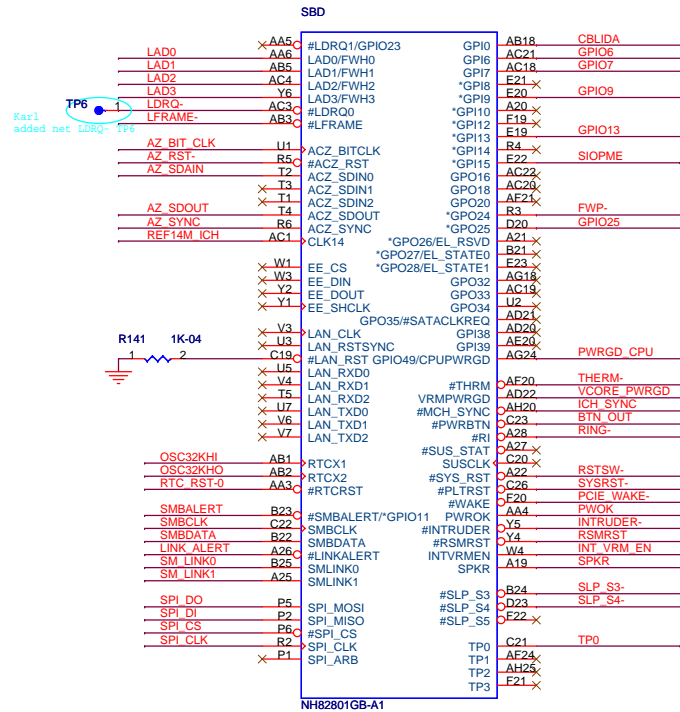 SBD
AA5 #LDRQ1/GPIO23 GPI0 AB18 CBLIDA
LAD0 AA6 LAD0/FWH0 GPI6 AC21 GPIO6
LAD1 AB5 LAD1/FWH1 GPI7 AC18 GPIO7
LAD2 AC4 LAD2/FWH2 *GPI8 E21
LAD3 Y6 LAD3/FWH3 *GPI9 E20 GPIO9
TP6 1 LDRQ- AC3 #LDRQ0 *GPI10 A20
Karl LFRAME- AB3 #LFRAME *GPI12 F19
added net LDRQ- TP6
*GPI13 E19 GPIO13
AZ_BIT_CLK U1 ACZ_BITCLK *GPI14 R4
AZ_RST- R5 #ACZ_RST *GPI15 E22 SIOPME
AZ_SDAIN T2 ACZ_SDIN0 GPO16 AC22
T3 ACZ_SDIN1 GPO18 AC20
T1 ACZ_SDIN2 GPO20 AF21
AZ_SDOUT T4 ACZ_SDOUT *GPO24 R3 FWP-
AZ_SYNC R6 ACZ_SYNC *GPO25 D20 GPIO25
REF14M_ICH AC1 CLK14 *GPO26/EL_RSVD A21
*GPO27/EL_STATE0 B21
W1 EE_CS *GPO28/EL_STATE1 E23
W3 EE_DIN GPO32 AG18
Y2 EE_DOUT GPO33 AC19
Y1 EE_SHCLK GPO34 U2
GPO35/#SATACLKREQ AD21
V3 LAN_CLK GPI38 AD20
U3 LAN_RSTSYNC GPI39 AE20
R141 1K-04
1 2 C19 #LAN_RST GPIO49/CPUPWRGD AG24 PWRGD_CPU
U5 LAN_RXD0
V4 LAN_RXD1 #THRM AF20 THERM-
T5 LAN_RXD2 VRMPWRGD AD22 VCORE_PWRGD
U7 LAN_TXD0 #MCH_SYNC AH20 ICH_SYNC
V6 LAN_TXD1 #PWRBTN C23 BTN_OUT
V7 LAN_TXD2 #RI A28 RING-
#SUS_STAT A27
OSC32KHI AB1 RTCX1 SUSCLK C20
OSC32KHO AB2 RTCX2 #SYS_RST A22 RSTSW-
RTC_RST-0 AA3 #RTCRST #PLTRST C26 SYSRST-
#WAKE F20 PCIE_WAKE-
SMBALERT B23 #SMBALERT/*GPIO11 PWROK AA4 PWOK
SMBCLK C22 SMBCLK #INTRUDER Y5 INTRUDER-
SMBDATA B22 SMBDATA #RSMRST Y4 RSMRST
LINK_ALERT A26 #LINKALERT INTVRMEN W4 INT_VRM_EN
SM_LINK0 B25 SMLINK0 SPKR A19 SPKR
SM_LINK1 A25 SMLINK1
#SLP_S3 B24 SLP_S3-
SPI_DO P5 SPI_MOSI #SLP_S4 D23 SLP_S4-
SPI_DI P2 SPI_MISO #SLP_S5 F22
SPI_CS P6 #SPI_CS
SPI_CLK R2 SPI_CLK TP0 C21 TP0
P1 SPI_ARB TP1 AF24
TP2 AH25
TP3 F21
NH82801GB-A1